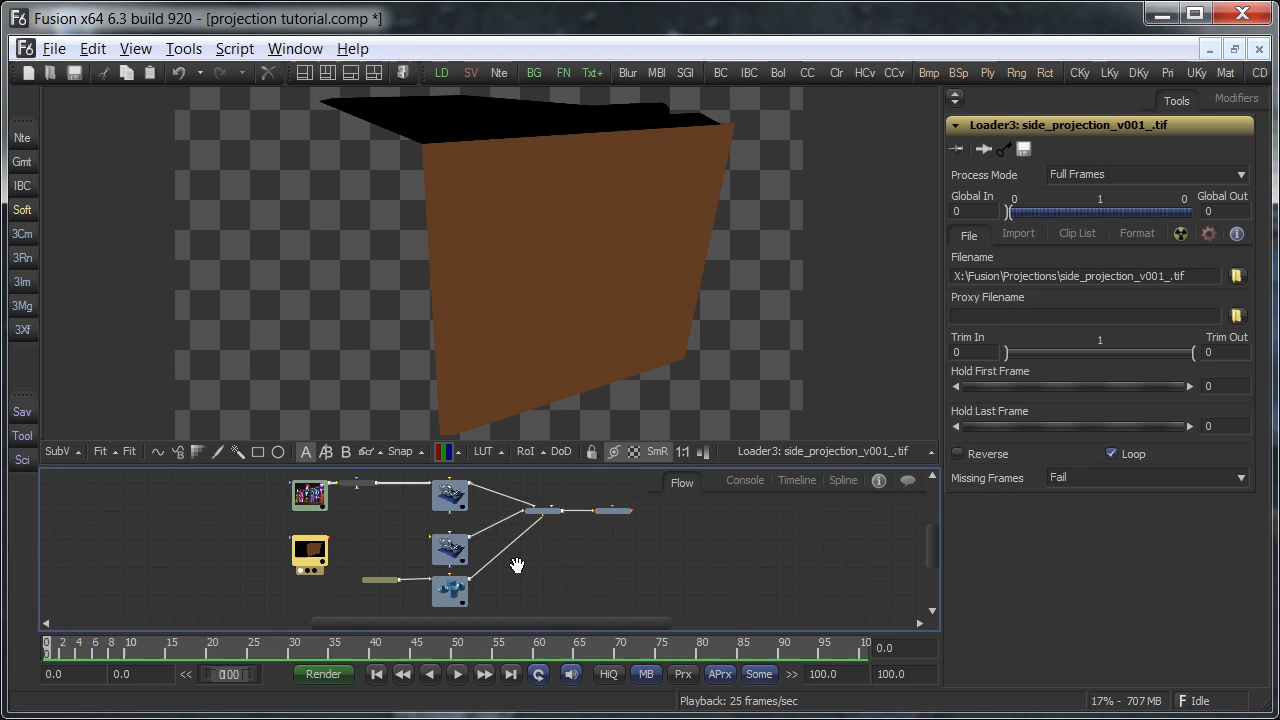 Fusion x64 6.3 build 920 - [projection tutorial.comp *]
File Edit View Tools Script Window Help
LD SV Nte BG FN Txt+ Blur MBl SGl BC IBC Bol CC Clr HCv CCv Bmp BSp Ply Rng Rct CKy LKy DKy Pri UKy Mat CD
Nte
Gmt
IBC
Soft
3Cm
3Rn
3Im
3Mg
3Xf
Sav
Tool
Sci
Tools Modifiers
Loader3: side_projection_v001_.tif
Process Mode Full Frames
Global In 0 1 0 Global Out
0 0
File Import Clip List Format
Filename
X:\Fusion\Projections\side_projection_v001_.tif
Proxy Filename
Trim In 1 Trim Out
0 0
Hold First Frame
0
Hold Last Frame
0
Reverse Loop
Missing Frames Fail
SubV Fit Fit A B Snap LUT RoI DoD SmR 1:1 Loader3: side_projection_v001_.tif
Flow Console Timeline Spline
0 2 4 6 8 10 15 20 25 30 35 40 45 50 55 60 65 70 75 80 85 90 95 10 0.0
0
0.0 0.0 << Render HiQ MB Prx APrx Some >> 100.0 100.0
Playback: 25 frames/sec 17% - 707 MB Idle